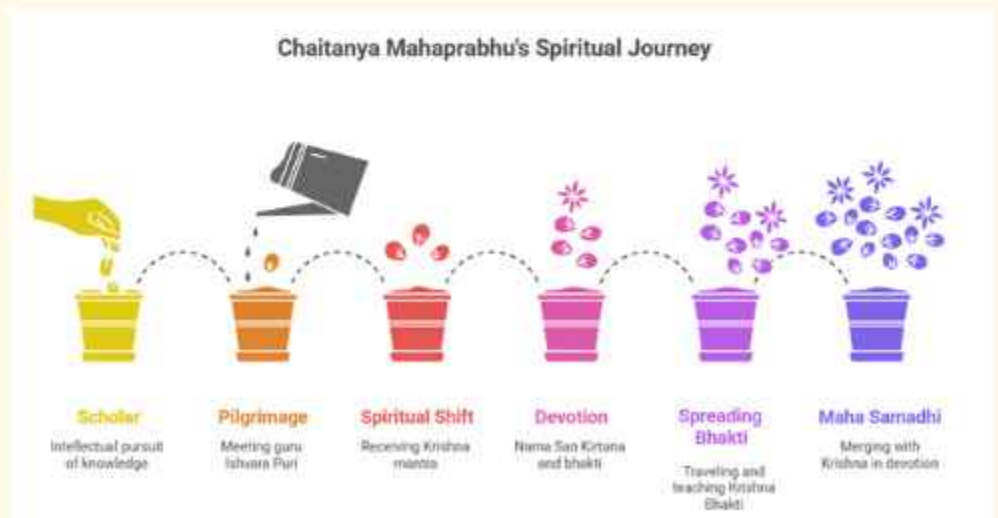 Chaitanya Mahaprabhu's Spiritual Journey
Scholar
Intellectual pursuit
of knowledge
Pilgrimage
Meeting guru
Ishvara Puri
Spiritual Shift
Receiving Krishna
mantra
Devotion
Nama San Kirtana
and bhakti
Spreading
Bhakti
Traveling and
teaching Krishna
Bhakti
Maha Samadhi
Merging with
Krishna in devotion